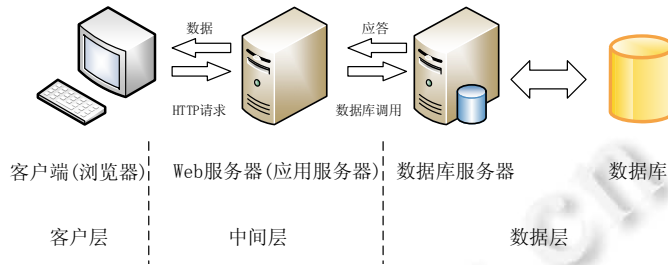 数据
应答
HTTP请求
数据库调用
客户端(浏览器)
Web服务器(应用服务器)
数据库服务器
数据库
客户层
中间层
数据层